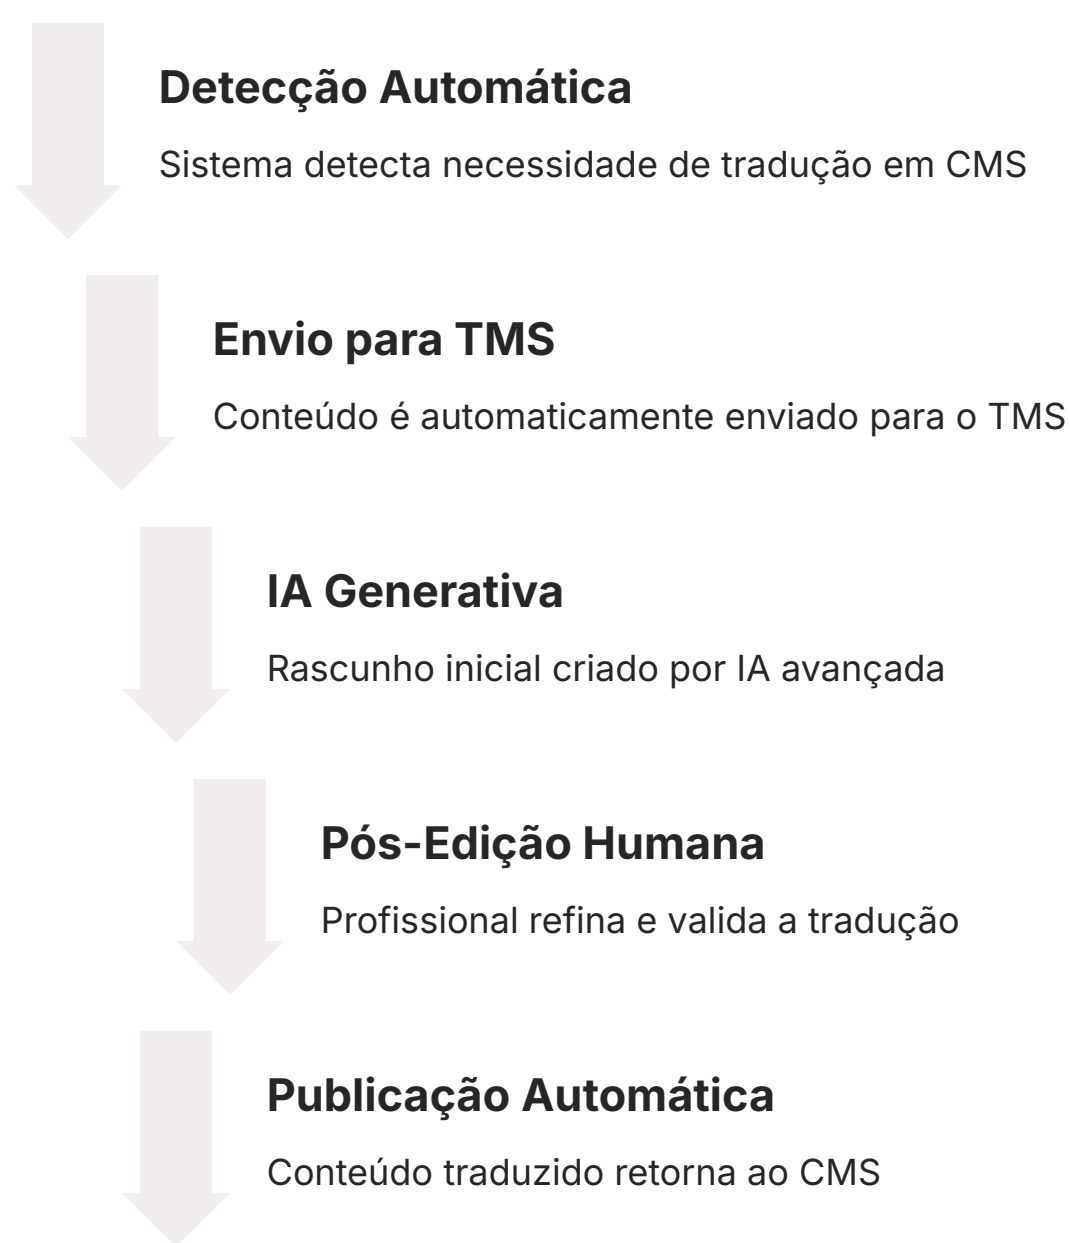 Detecção Automática
Sistema detecta necessidade de tradução em CMS
Envio para TMS
Conteúdo é automaticamente enviado para o TMS
IA Generativa
Rascunho inicial criado por IA avançada
Pós-Edição Humana
Profissional refina e valida a tradução
Publicação Automática
Conteúdo traduzido retorna ao CMS